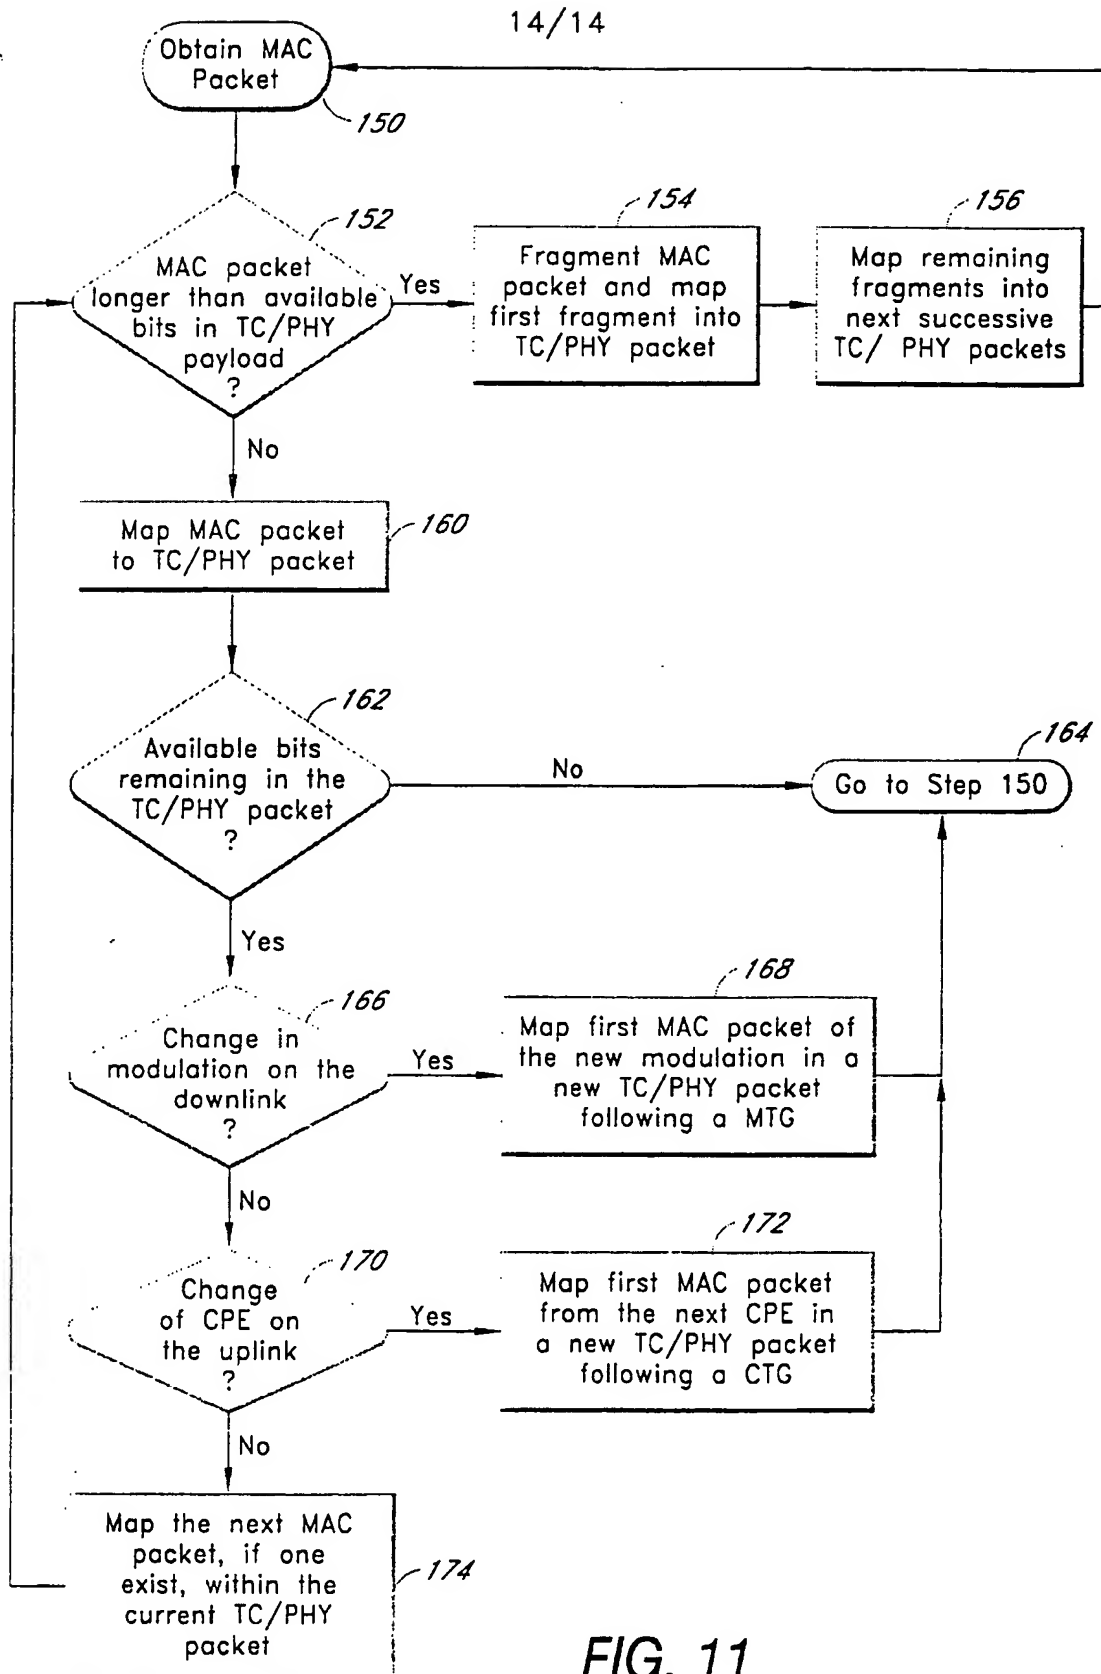 14/14
Obtain MAC
Packet
150
152
MAC packet
longer than available
bits in TC/PHY
payload
?
Yes
154
Fragment MAC
packet and map
first fragment into
TC/PHY packet
156
Map remaining
fragments into
next successive
TC/ PHY packets
No
Map MAC packet
to TC/PHY packet
160
162
Available bits
remaining in the
TC/PHY packet
?
No
164
Go to Step 150
Yes
166
Change in
modulation on the
downlink
?
Yes
168
Map first MAC packet of
the new modulation in a
new TC/PHY packet
following a MTG
No
170
Change
of CPE on
the uplink
?
Yes
172
Map first MAC packet
from the next CPE in
a new TC/PHY packet
following a CTG
No
Map the next MAC
packet, if one
exist, within the
current TC/PHY
packet
174
FIG. 11